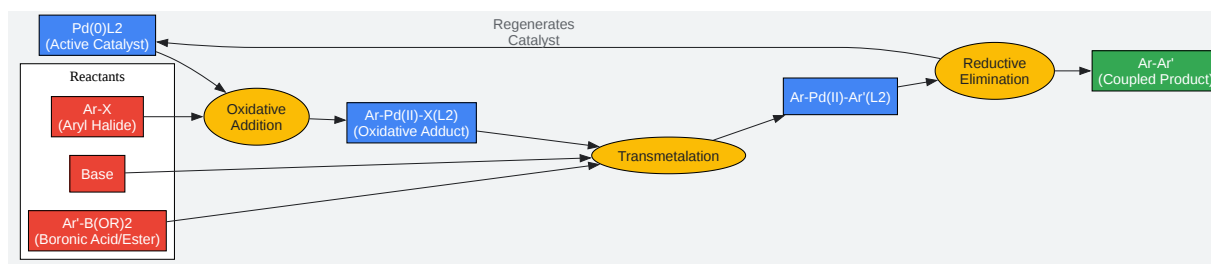 Pd(0)L2
(Active Catalyst)
Regenerates
Catalyst
Reactants
Ar-X
(Aryl Halide)
Base
Ar'-B(OR)2
(Boronic Acid/Ester)
Oxidative
Addition
Ar-Pd(II)-X(L2)
(Oxidative Adduct)
Transmetalation
Ar-Pd(II)-Ar'(L2)
Reductive
Elimination
Ar-Ar'
(Coupled Product)